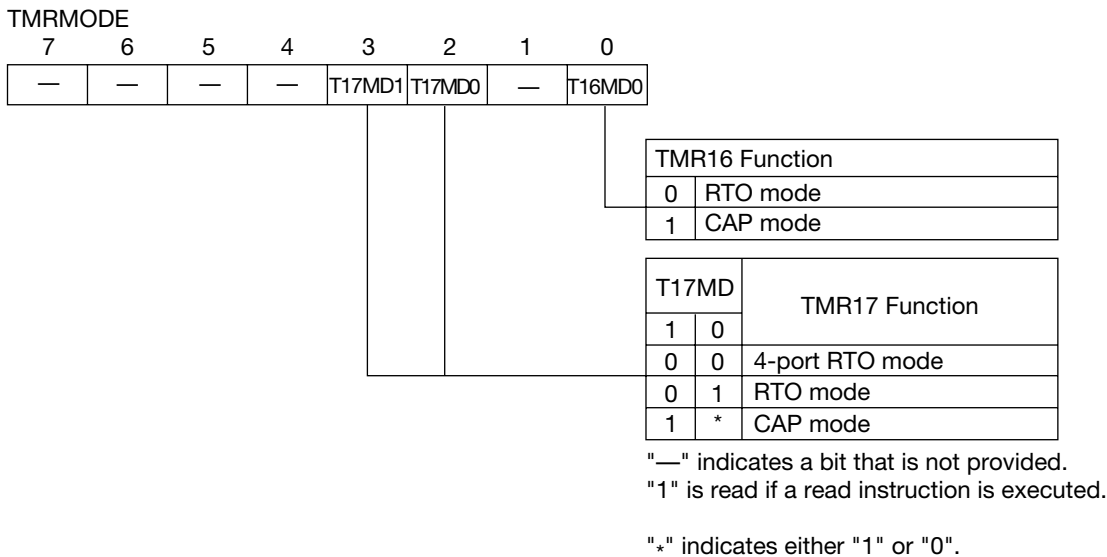 TMRMODE
7 6 5 4 3 2 1 0
— — — — T17MD1 T17MD0 — T16MD0
TMR16 Function
0 RTO mode
1 CAP mode
T17MD TMR17 Function
1 0
0 0 4-port RTO mode
0 1 RTO mode
1 * CAP mode
"—" indicates a bit that is not provided.
"1" is read if a read instruction is executed.
"*" indicates either "1" or "0".